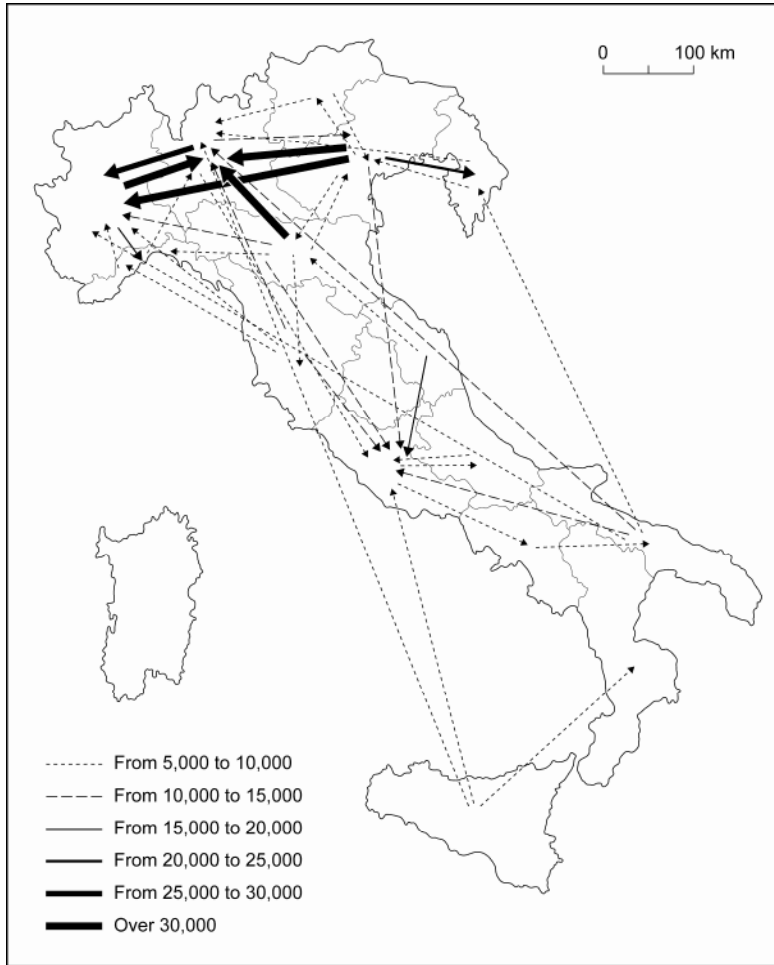 0 100 km
From 5,000 to 10,000
From 10,000 to 15,000
From 15,000 to 20,000
From 20,000 to 25,000
From 25,000 to 30,000
Over 30,000